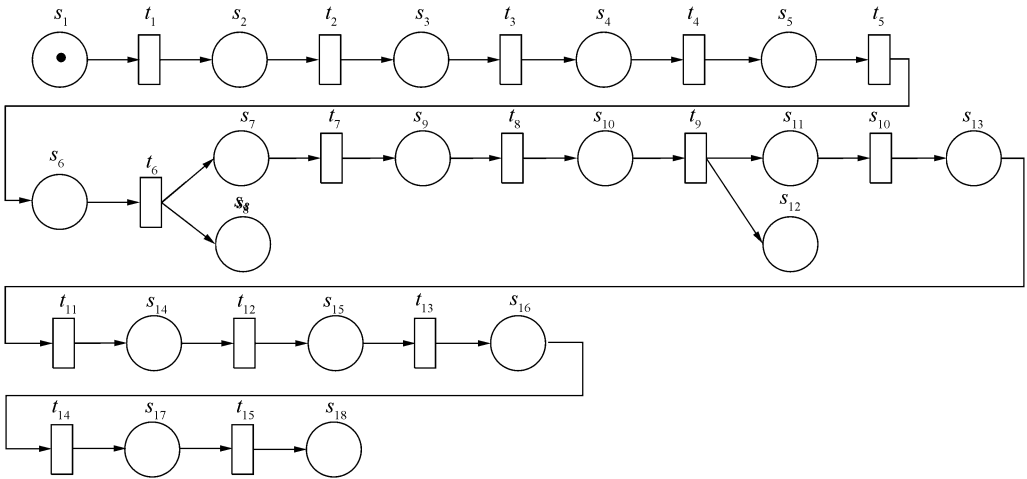 s1 t1 s2 t2 s3 t3 s4 t4 s5 t5
s7 t7 s9 t8 s10 t9 s11 s10 s13
s6 t6
s8 s12
t11 s14 t12 s15 t13 s16
t14 s17 t15 s18